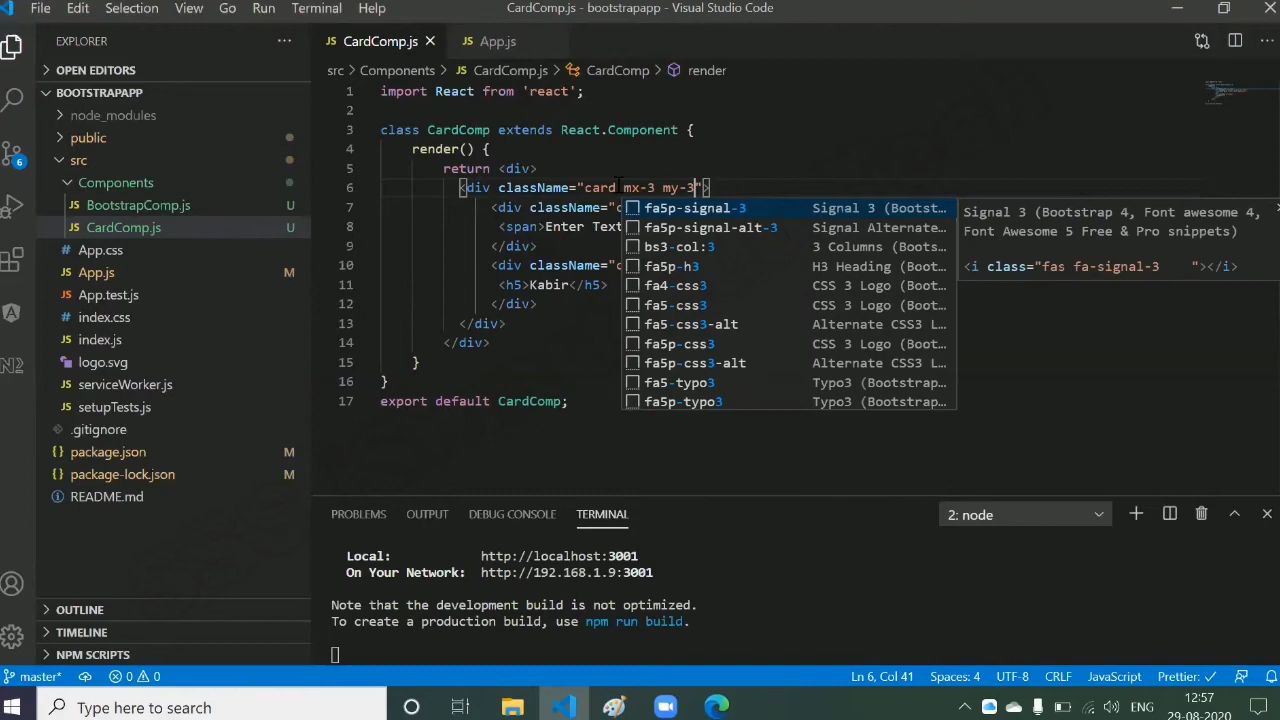 File Edit Selection View Go Run Terminal Help CardComp.js - bootstrapapp - Visual Studio Code
EXPLORER
CardComp.js App.js
OPEN EDITORS
src > Components > CardComp.js > CardComp > render
BOOTSTRAPAPP
node_modules
public
src
Components
BootstrapComp.js U
CardComp.js U
App.css
App.js M
App.test.js
index.css
index.js
logo.svg
serviceWorker.js
setupTests.js
.gitignore
package.json M
package-lock.json M
README.md
OUTLINE
TIMELINE
NPM SCRIPTS
6
1 import React from 'react';
2
3 class CardComp extends React.Component {
4 render() {
5 return <div>
6 <div className="card mx-3 my-3">
7 <div className="c
8 <span>Enter Text
9 </div>
10 <div className="c
11 <h5>Kabir</h5>
12 </div>
13 </div>
14 </div>
15 }
16 }
17 export default CardComp;
fa5p-signal-3 Signal 3 (Bootst…
fa5p-signal-alt-3 Signal Alternate…
bs3-col:3 3 Columns (Boots…
fa5p-h3 H3 Heading (Boot…
fa4-css3 CSS 3 Logo (Boot…
fa5-css3 CSS 3 Logo (Boot…
fa5-css3-alt Alternate CSS3 L…
fa5p-css3 CSS 3 Logo (Boot…
fa5p-css3-alt Alternate CSS3 L…
fa5-typo3 Typo3 (Bootstrap…
fa5p-typo3 Typo3 (Bootstrap…
Signal 3 (Bootstrap 4, Font awesome 4,
Font Awesome 5 Free & Pro snippets)
<i class="fas fa-signal-3 "></i>
PROBLEMS OUTPUT DEBUG CONSOLE TERMINAL 2: node
Local: http://localhost:3001
On Your Network: http://192.168.1.9:3001
Note that the development build is not optimized.
To create a production build, use npm run build.
master* 0 0 Ln 6, Col 41 Spaces: 4 UTF-8 CRLF JavaScript Prettier: ✓
Type here to search
ENG
12:57
29-08-2020